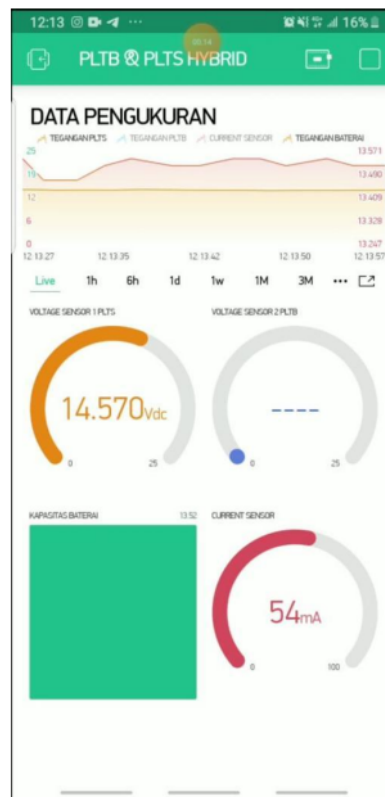 12:13 ... 16%
00:14
PLTB & PLTS HYBRID
DATA PENGUKURAN
TEGANGAN PLTS TEGANGAN PLTB CURRENT SENSOR TEGANGAN BATERAI
25 13.571
19 13.490
12 13.409
6 13.328
0 13.247
12:13:27 12:13:35 12:13:42 12:13:50 12:13:57
Live 1h 6h 1d 1w 1M 3M ...
VOLTAGE SENSOR 1 PLTS VOLTAGE SENSOR 2 PLTB
14.570Vdc ----
0 25 0 25
KAPASITAS BATERAI 13.52 CURRENT SENSOR
54mA
0 100